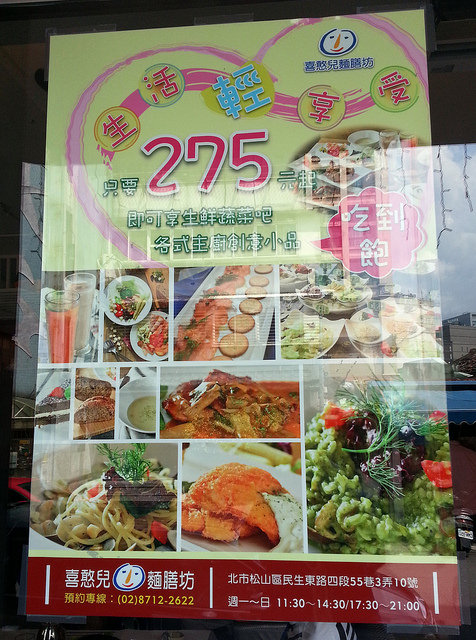 喜憨兒麵膳坊
生活輕享受
只要275元起
即可享生鮮蔬菜吧
各式主廚創意小品
吃到飽
喜憨兒 麵膳坊
預約專線：(02)8712-2622
北市松山區民生東路四段55巷3弄10號
週一～日 11:30～14:30/17:30～21:00